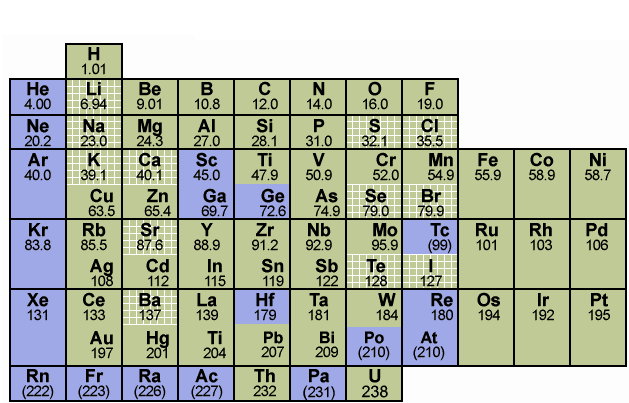 H
1.01
He Li Be B C N O F
4.00 6.94 9.01 10.8 12.0 14.0 16.0 19.0
Ne Na Mg Al Si P S Cl
20.2 23.0 24.3 27.0 28.1 31.0 32.1 35.5
Ar K Ca Sc Ti V Cr Mn Fe Co Ni
40.0 39.1 40.1 45.0 47.9 50.9 52.0 54.9 55.9 58.9 58.7
Cu Zn Ga Ge As Se Br
63.5 65.4 69.7 72.6 74.9 79.0 79.9
Kr Rb Sr Y Zr Nb Mo Tc Ru Rh Pd
83.8 85.5 87.6 88.9 91.2 92.9 95.9 (99) 101 103 106
Ag Cd In Sn Sb Te I
108 112 115 119 122 128 127
Xe Ce Ba La Hf Ta W Re Os Ir Pt
131 133 137 139 179 181 184 180 194 192 195
Au Hg Ti Pb Bi Po At
197 201 204 207 209 (210) (210)
Rn Fr Ra Ac Th Pa U
(222) (223) (226) (227) 232 (231) 238